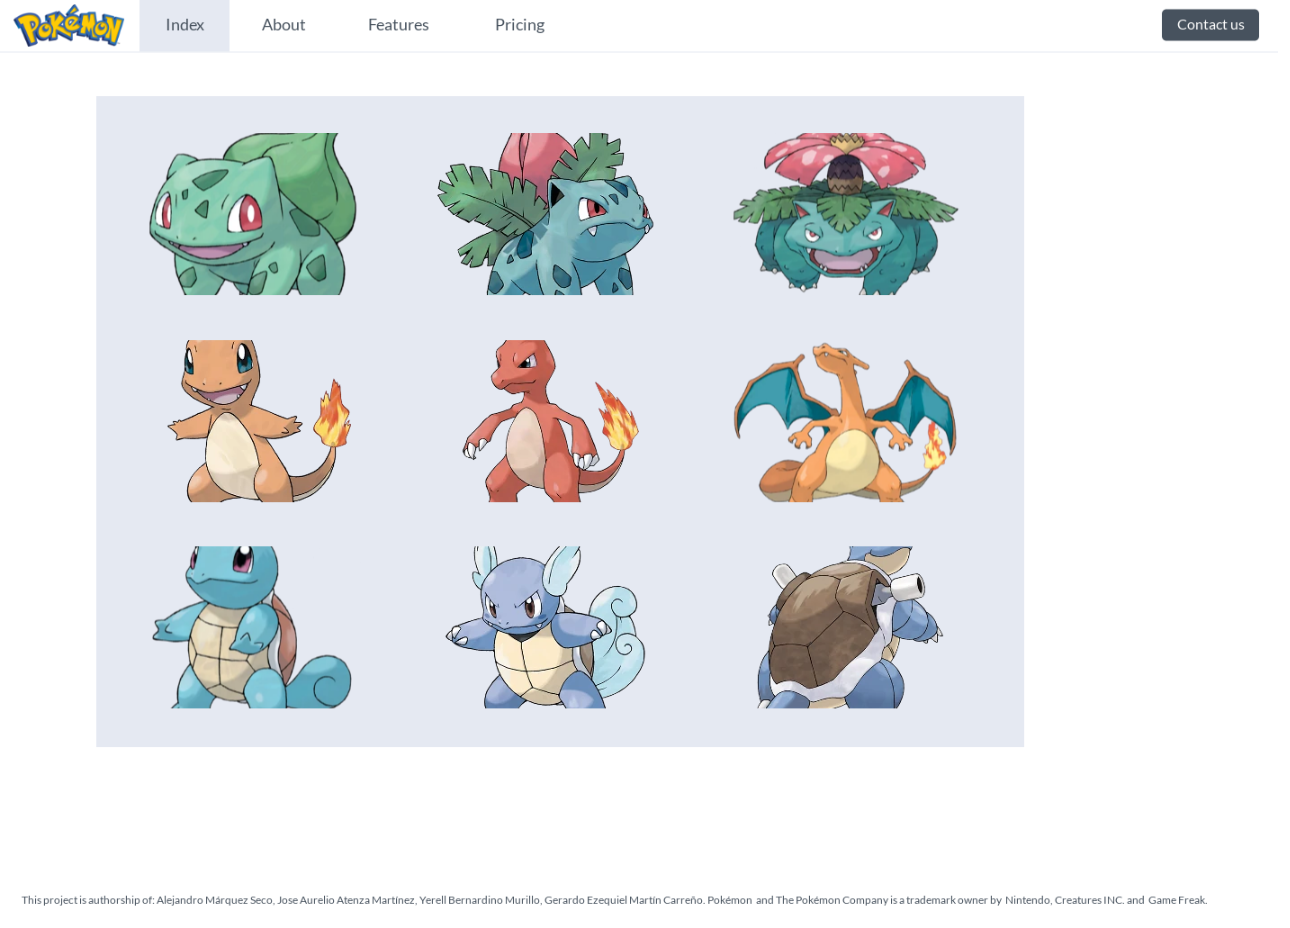 POKéMON
Index
About
Features
Pricing
Contact us
This project is authorship of: Alejandro Márquez Seco, Jose Aurelio Atenza Martínez, Yerell Bernardino Murillo, Gerardo Ezequiel Martín Carreño. Pokémon  and The Pokémon Company is a trademark owner by  Nintendo, Creatures INC. and  Game Freak.